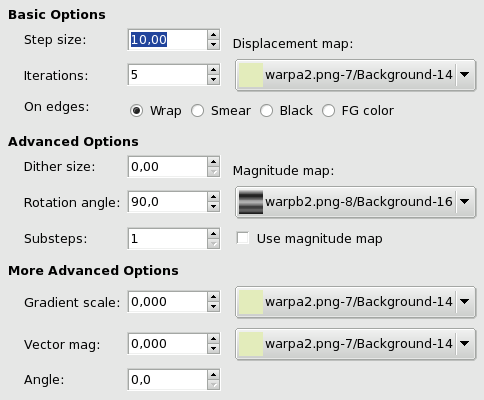 Basic Options
Step size: 10,00
Displacement map:
Iterations: 5 warpa2.png-7/Background-14
On edges: Wrap Smear Black FG color
Advanced Options
Dither size: 0,00
Magnitude map:
Rotation angle: 90,0 warpb2.png-8/Background-16
Substeps: 1 Use magnitude map
More Advanced Options
Gradient scale: 0,000 warpa2.png-7/Background-14
Vector mag: 0,000 warpa2.png-7/Background-14
Angle: 0,0